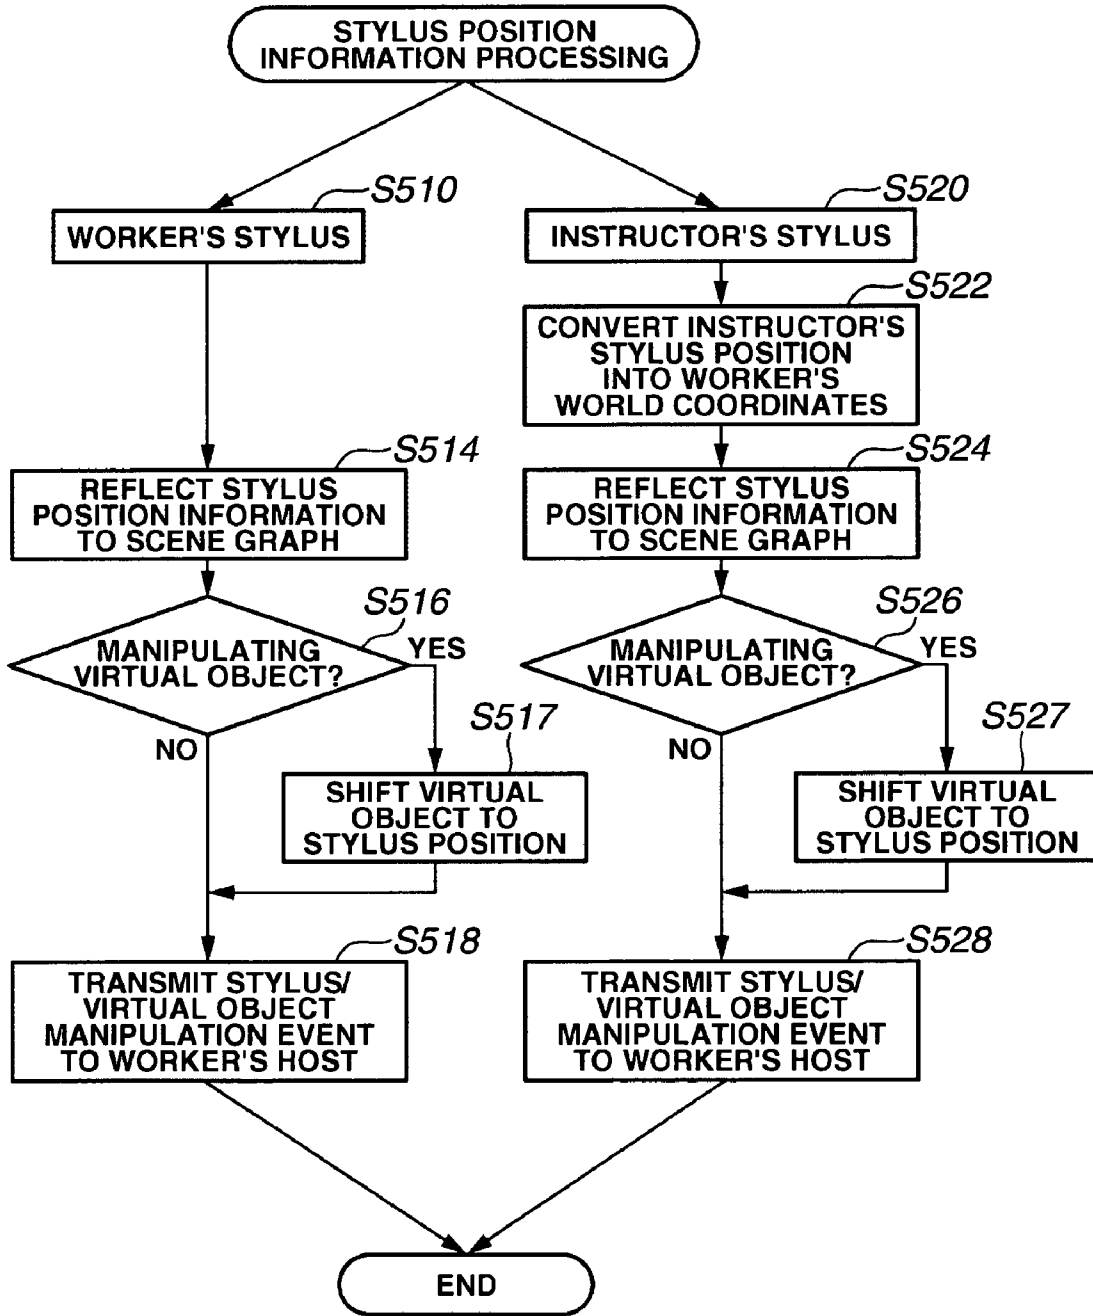 STYLUS POSITION
INFORMATION PROCESSING
S510
WORKER'S STYLUS
S514
REFLECT STYLUS
POSITION INFORMATION
TO SCENE GRAPH
S516
MANIPULATING
VIRTUAL OBJECT?
YES
NO
S517
SHIFT VIRTUAL
OBJECT TO
STYLUS POSITION
S518
TRANSMIT STYLUS/
VIRTUAL OBJECT
MANIPULATION EVENT
TO WORKER'S HOST
S520
INSTRUCTOR'S STYLUS
S522
CONVERT INSTRUCTOR'S
STYLUS POSITION
INTO WORKER'S
WORLD COORDINATES
S524
REFLECT STYLUS
POSITION INFORMATION
TO SCENE GRAPH
S526
MANIPULATING
VIRTUAL OBJECT?
YES
NO
S527
SHIFT VIRTUAL
OBJECT TO
STYLUS POSITION
S528
TRANSMIT STYLUS/
VIRTUAL OBJECT
MANIPULATION EVENT
TO WORKER'S HOST
END